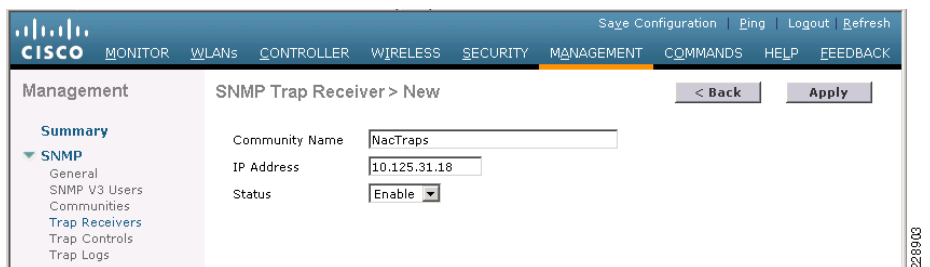 Save Configuration | Ping | Logout | Refresh
CISCO MONITOR WLANs CONTROLLER WIRELESS SECURITY MANAGEMENT COMMANDS HELP FEEDBACK
Management
SNMP Trap Receiver > New
< Back
Apply
Summary
SNMP
General
SNMP V3 Users
Communities
Trap Receivers
Trap Controls
Trap Logs
Community Name NacTraps
IP Address 10.125.31.18
Status Enable
228903